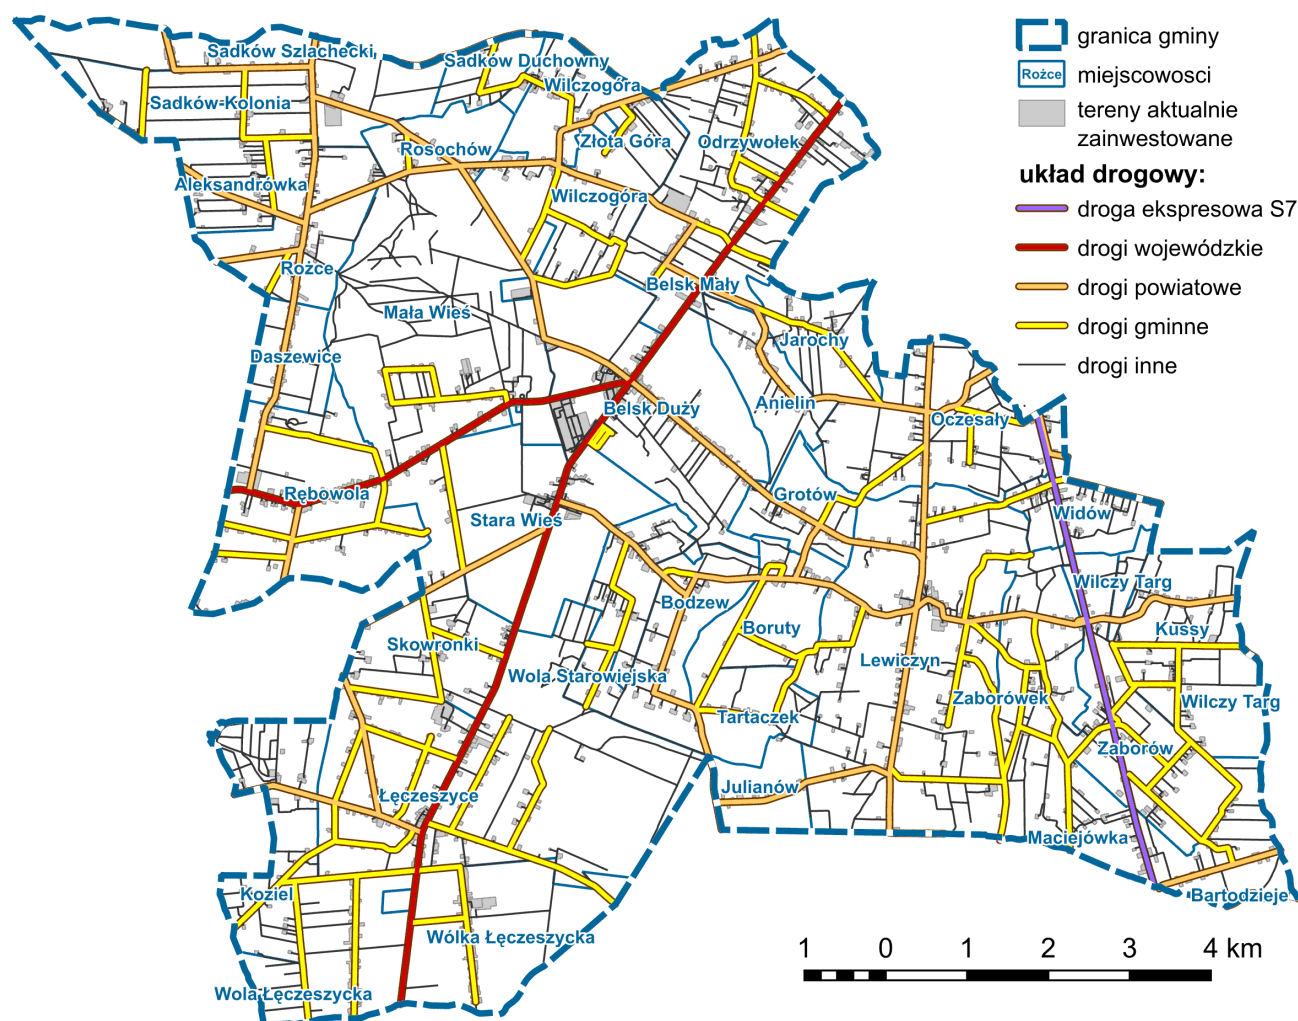 granica gminy
Rożce
miejscowosci
tereny aktualnie
zainwestowane
układ drogowy:
droga ekspresowa S7
drogi wojewódzkie
drogi powiatowe
drogi gminne
drogi inne
Sadków Szlachecki
Sadków Duchowny
Wilczogóra
Sadków-Kolonia
Rosochów
Złota Góra
Odrzywołek
Aleksandrówka
Wilczogóra
Rożce
Belsk Mały
Mała Wieś
Jarochy
Daszewice
Belsk Duży
Anielin
Oczesały
Rębowola
Grotów
Stara Wieś
Widów
Wilczy Targ
Bodzew
Boruty
Kussy
Skowronki
Lewiczyn
Wola Starowiejska
Zaborówek
Wilczy Targ
Tartaczek
Zaborów
Julianów
Łęczeszyce
Maciejówka
Koziel
Bartodzieje
Wólka Łęczeszycka
Wola Łęczeszycka
1 0 1 2 3 4 km